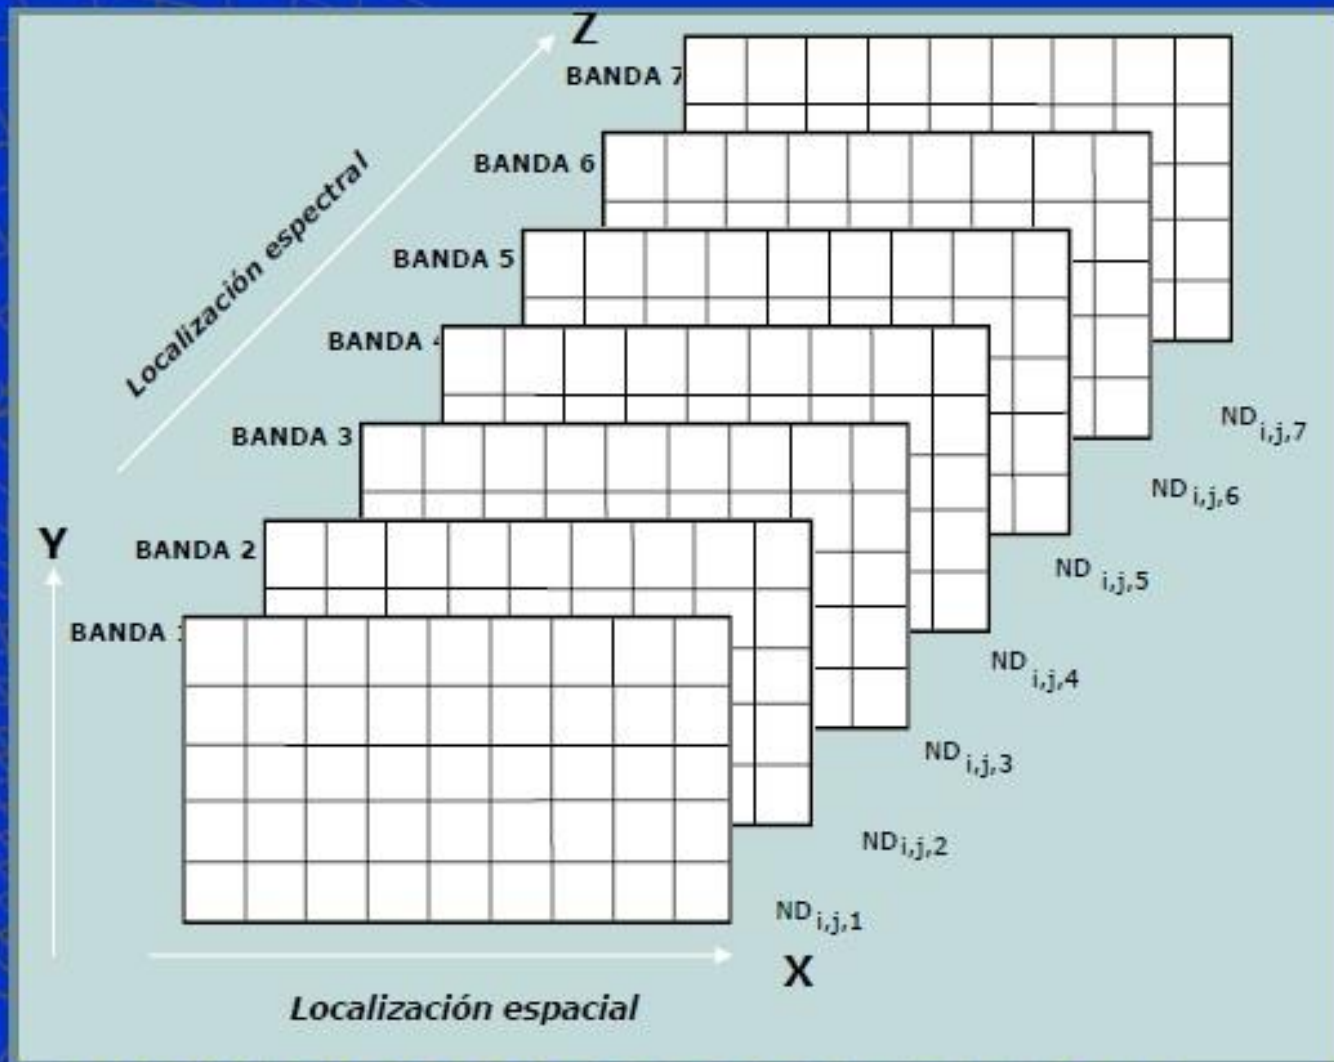 Z
BANDA 7
Localización espectral
BANDA 6
BANDA 5
BANDA 4
BANDA 3
ND i,j,7
ND i,j,6
Y
BANDA 2
ND i,j,5
BANDA 1
ND i,j,4
ND i,j,3
ND i,j,2
ND i,j,1
X
Localización espacial